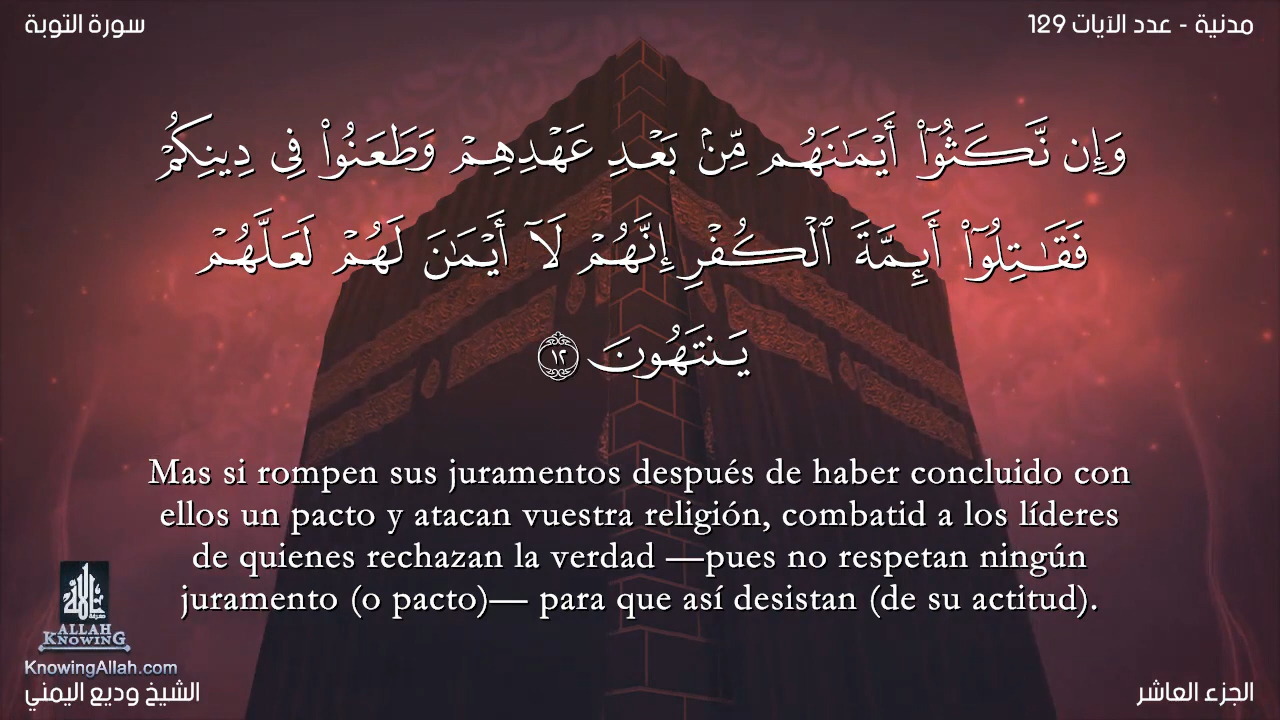 سورة التوبة
مدنية - عدد الآيات 129
وَإِن نَّكَثُوٓا۟ أَيْمَـٰنَهُم مِّنۢ بَعْدِ عَهْدِهِمْ وَطَعَنُوا۟ فِى دِينِكُمْ
فَقَـٰتِلُوٓا۟ أَئِمَّةَ ٱلْكُفْرِ إِنَّهُمْ لَآ أَيْمَـٰنَ لَهُمْ لَعَلَّهُمْ
يَنتَهُونَ ١٢
Mas si rompen sus juramentos después de haber concluido con
ellos un pacto y atacan vuestra religión, combatid a los líderes
de quienes rechazan la verdad —pues no respetan ningún
juramento (o pacto)— para que así desistan (de su actitud).
ALLAH
KNOWING
KnowingAllah.com
الشيخ وديع اليمني
الجزء العاشر